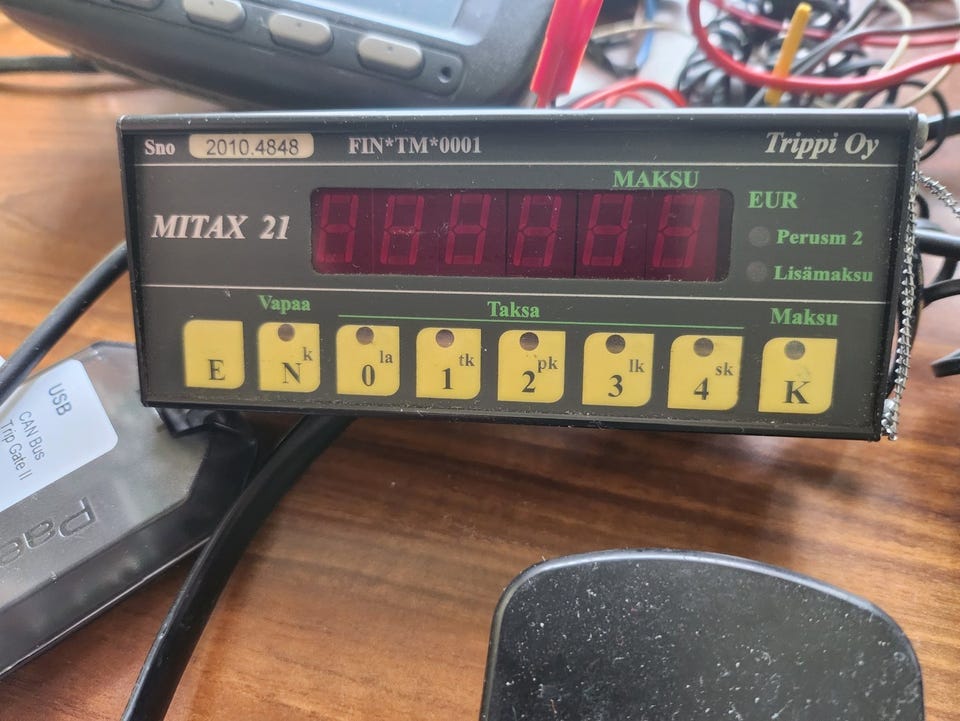 Sno 2010.4848 FIN*TM*0001 Trippi Oy
MAKSU
EUR
MITAX 21
Perusm 2
Lisämaksu
Vapaa Taksa Maksu
E N k 0 la 1 tk 2 pk 3 lk 4 sk K
USB
CAN Bus
Trip Gate II